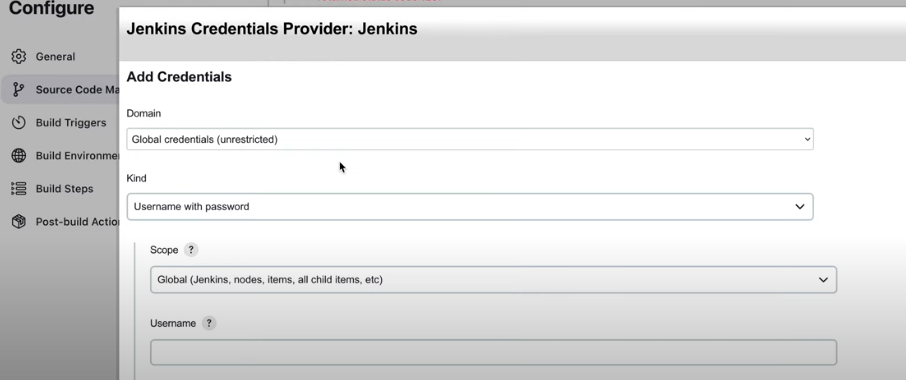 Configure
Jenkins Credentials Provider: Jenkins
General
Source Code Ma
Build Triggers
Build Environme
Build Steps
Post-build Actio
Add Credentials
Domain
Global credentials (unrestricted)
Kind
Username with password
Scope ?
Global (Jenkins, nodes, items, all child items, etc)
Username ?